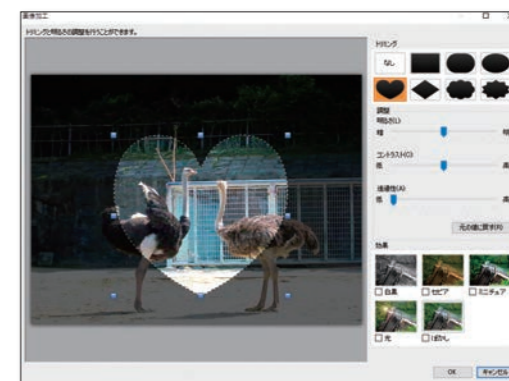 画像加工
トリミングと明るさの調整を行うことができます。
トリミング
なし
調整
明るさ(L)
暗
明
コントラスト(C)
低
高
透過性(A)
低
高
元の値に戻す(R)
効果
白黒
セピア
ミニチュア
光
ぼかし
OK
キャンセル